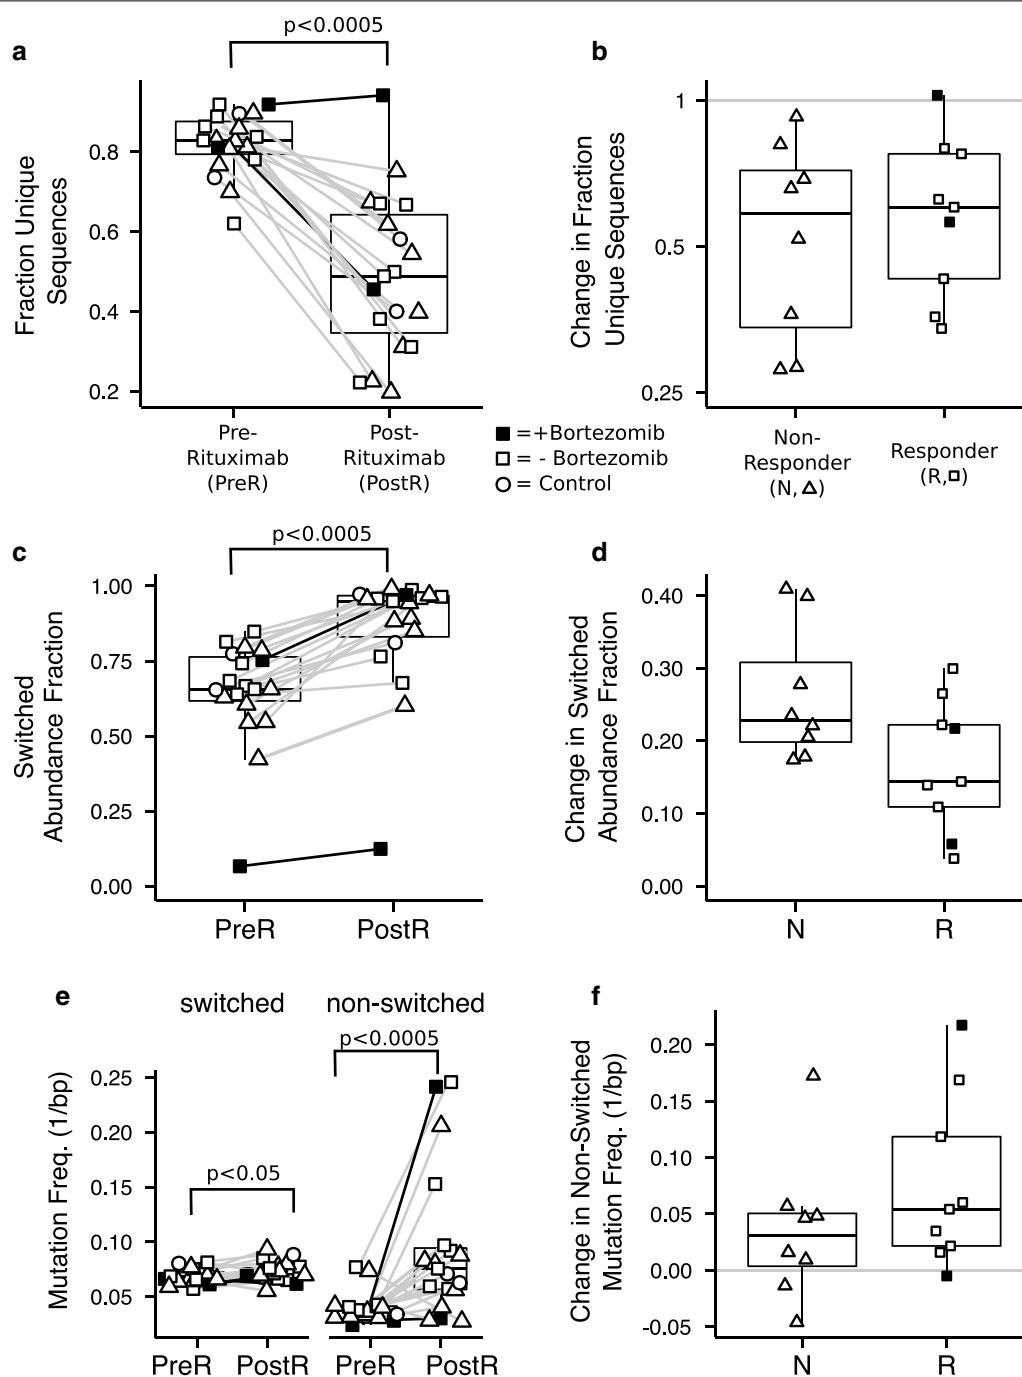 a
p<0.0005
Fraction Unique
Sequences
0.8
0.6
0.4
0.2
Pre-
Rituximab
(PreR)
Post-
Rituximab
(PostR)
=+Bortezomib
= - Bortezomib
= Control
b
Change in Fraction
Unique Sequences
1
0.5
0.25
Non-
Responder
(N, △)
Responder
(R,□)
c
p<0.0005
Switched
Abundance Fraction
1.00
0.75
0.50
0.25
0.00
PreR
PostR
d
Change in Switched
Abundance Fraction
0.40
0.30
0.20
0.10
0.00
N
R
e
switched
non-switched
p<0.0005
p<0.05
Mutation Freq. (1/bp)
0.25
0.20
0.15
0.10
0.05
PreR
PostR
PreR
PostR
f
Change in Non-Switched
Mutation Freq. (1/bp)
0.20
0.10
0.05
0.00
-0.05
N
R